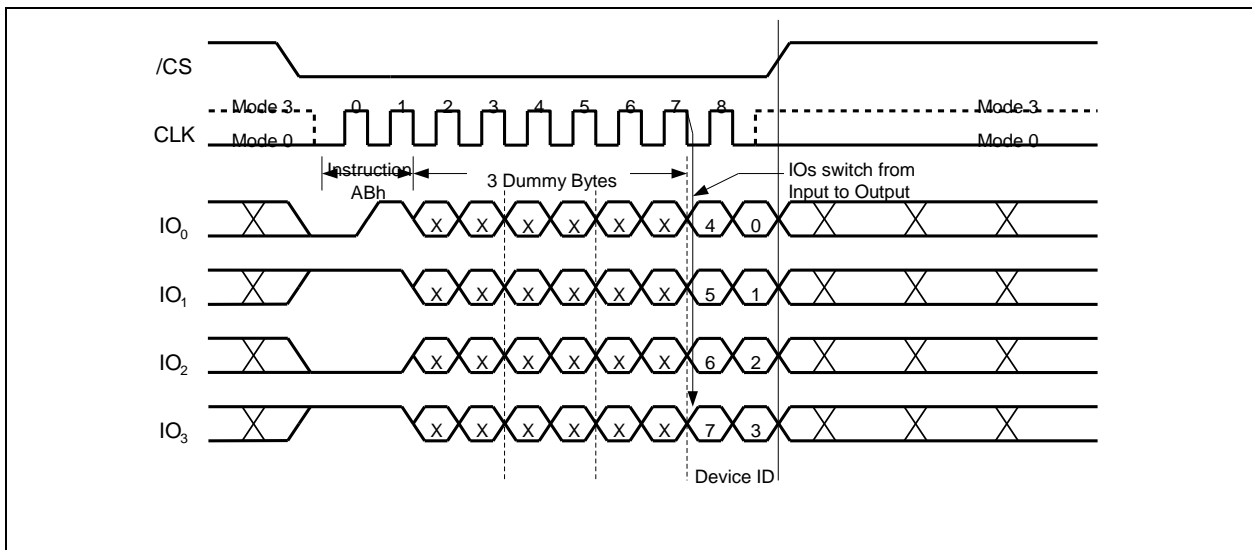 /CS
Mode 3 0 1 2 3 4 5 6 7 8 Mode 3
CLK Mode 0 Mode 0
Instruction ABh
3 Dummy Bytes
IOs switch from
Input to Output
IO0 X X X X X X 4 0
IO1 X X X X X X 5 1
IO2 X X X X X X 6 2
IO3 X X X X X X 7 3
Device ID